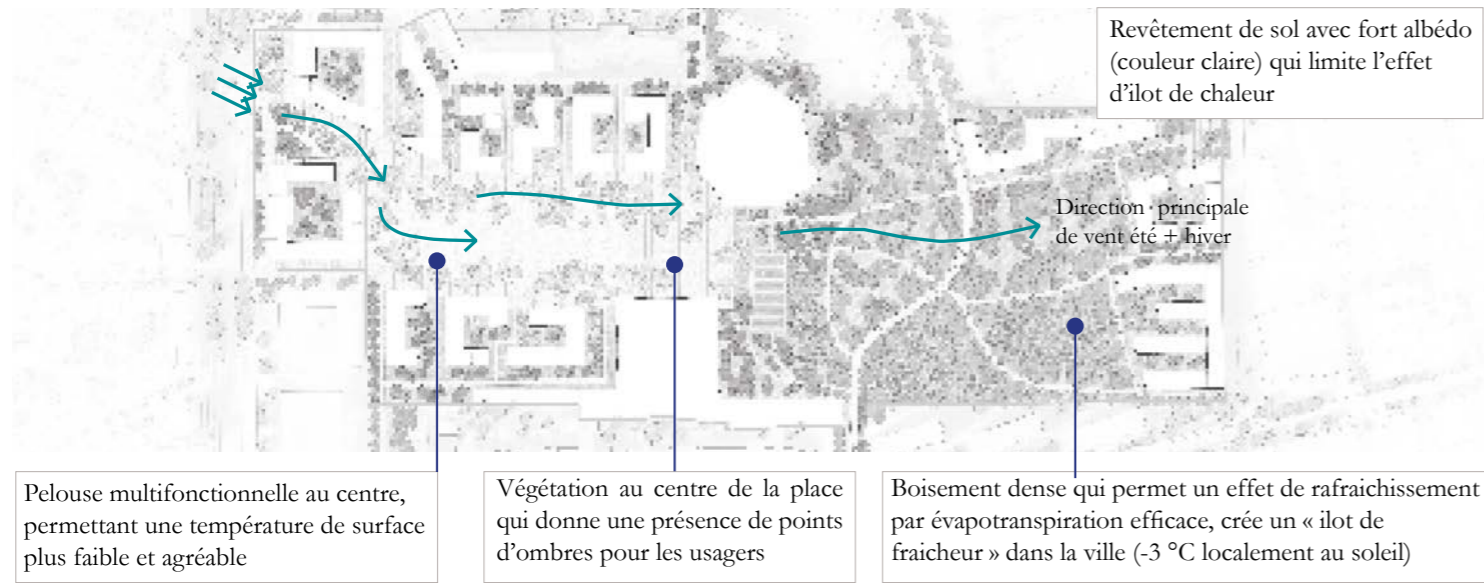 Revêtement de sol avec fort albédo
(couleur claire) qui limite l’effet
d’ilot de chaleur
Direction principale
de vent été + hiver
Pelouse multifonctionnelle au centre,
permettant une température de surface
plus faible et agréable
Végétation au centre de la place
qui donne une présence de points
d’ombres pour les usagers
Boisement dense qui permet un effet de rafraichissement
par évapotranspiration efficace, crée un « ilot de
fraicheur » dans la ville (-3 °C localement au soleil)